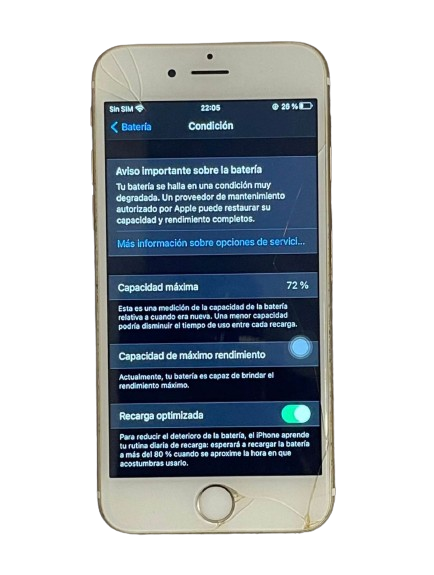 Sin SIM 22:05 26 %
Batería Condición
Aviso importante sobre la batería
Tu batería se halla en una condición muy
degradada. Un proveedor de mantenimiento
autorizado por Apple puede restaurar su
capacidad y rendimiento completos.
Más información sobre opciones de servici...
Capacidad máxima 72 %
Esta es una medición de la capacidad de la batería
relativa a cuando era nueva. Una menor capacidad
podría disminuir el tiempo de uso entre cada recarga.
Capacidad de máximo rendimiento
Actualmente, tu batería es capaz de brindar el
rendimiento máximo.
Recarga optimizada
Para reducir el deterioro de la batería, el iPhone aprende
tu rutina diaria de recarga: esperará a recargar la batería
a más del 80 % cuando se aproxime la hora en que
acostumbras usarlo.